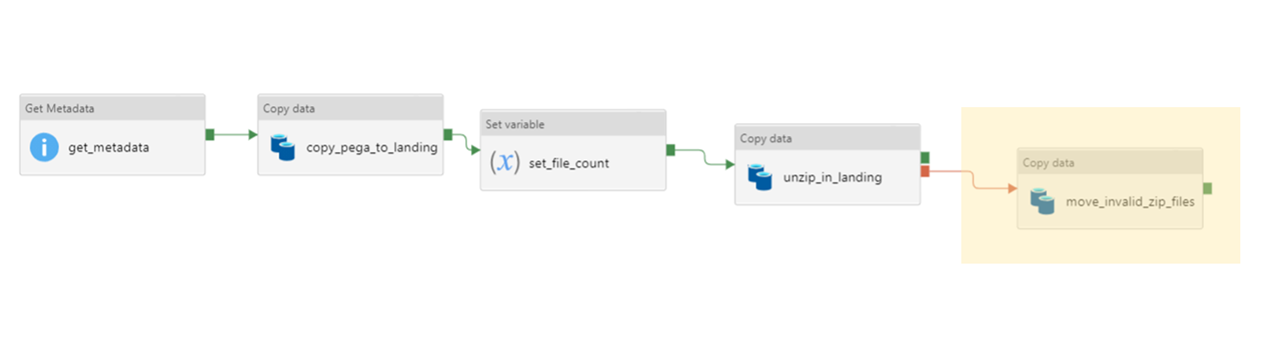 Get Metadata
get_metadata
Copy data
copy_pega_to_landing
Set variable
(x) set_file_count
Copy data
unzip_in_landing
Copy data
move_invalid_zip_files